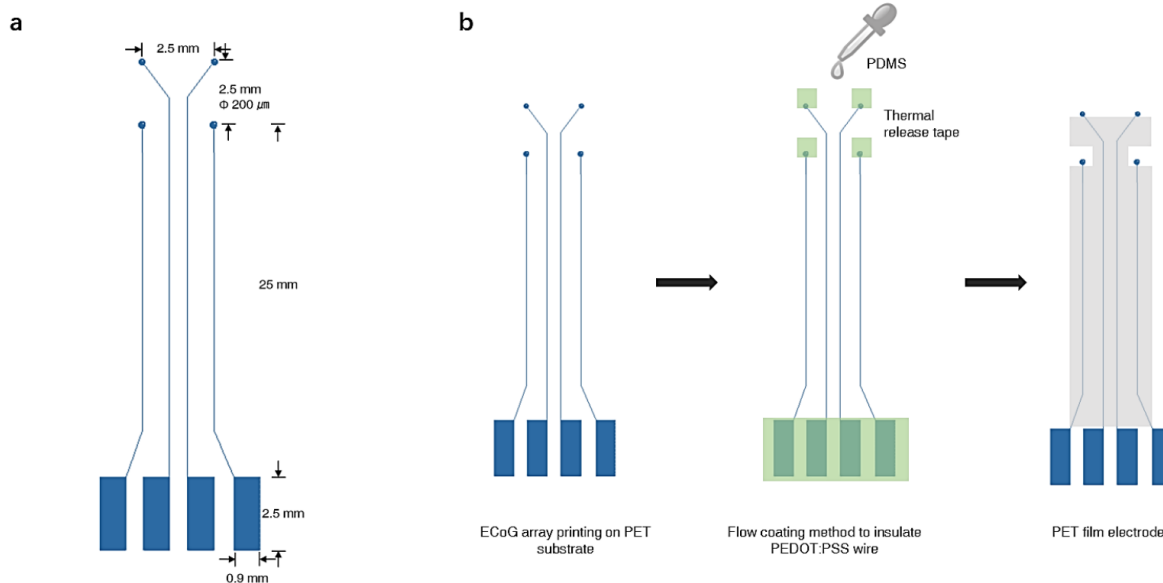 a
2.5 mm
2.5 mm
Φ 200 μm
25 mm
2.5 mm
0.9 mm
b
PDMS
Thermal
release tape
ECoG array printing on PET
substrate
Flow coating method to insulate
PEDOT:PSS wire
PET film electrode